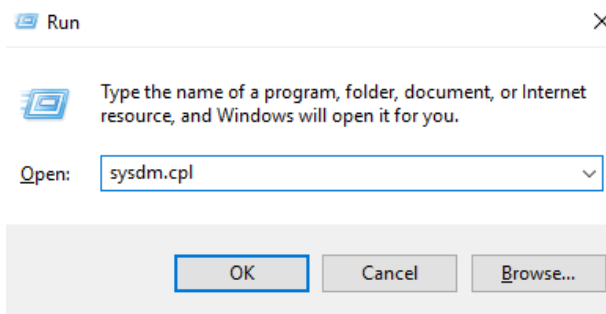 Run
Type the name of a program, folder, document, or Internet
resource, and Windows will open it for you.
Open: sysdm.cpl
OK Cancel Browse...